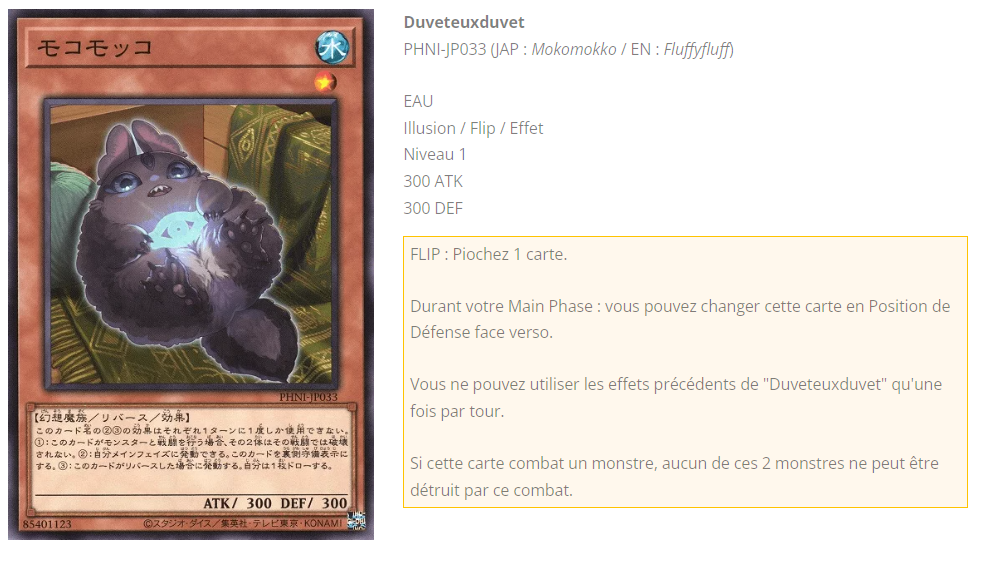 モコモッコ
水
PHNI-JP033
【幻想魔族／リバース／効果】
このカード名の②③の効果はそれぞれ１ターンに１度しか使用できない。
①：このカードがモンスターと戦闘を行う場合、その２体はその戦闘では破壊
されない。②：自分メインフェイズに発動できる。このカードを裏側守備表示に
する。③：このカードがリバースした場合に発動する。自分は１枚ドローする。
ATK/ 300 DEF/ 300
85401123
©スタジオ・ダイス／集英社・テレビ東京・KONAMI
Duveteuxduvet
PHNI-JP033 (JAP : Mokomokko / EN : Fluffyfluff)
EAU
Illusion / Flip / Effet
Niveau 1
300 ATK
300 DEF
FLIP : Piochez 1 carte.
Durant votre Main Phase : vous pouvez changer cette carte en Position de
Défense face verso.
Vous ne pouvez utiliser les effets précédents de "Duveteuxduvet" qu'une
fois par tour.
Si cette carte combat un monstre, aucun de ces 2 monstres ne peut être
détruit par ce combat.